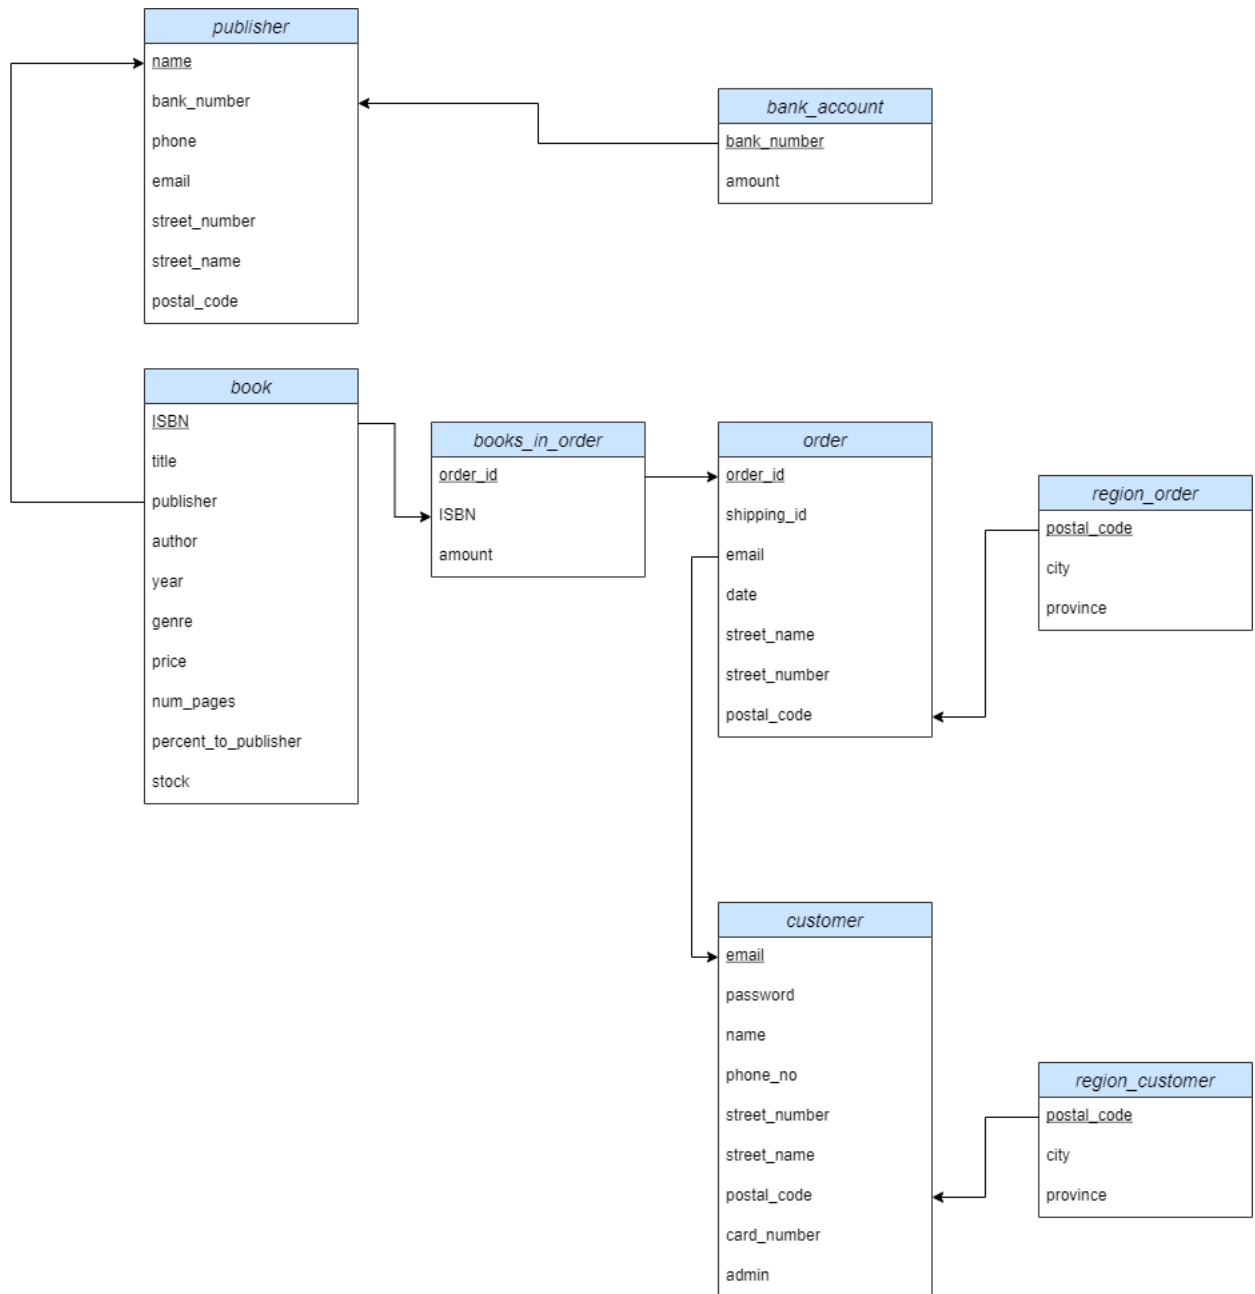 publisher
name
bank_number
phone
email
street_number
street_name
postal_code
bank_account
bank_number
amount
book
ISBN
title
publisher
author
year
genre
price
num_pages
percent_to_publisher
stock
books_in_order
order_id
ISBN
amount
order
order_id
shipping_id
email
date
street_name
street_number
postal_code
region_order
postal_code
city
province
customer
email
password
name
phone_no
street_number
street_name
postal_code
card_number
admin
region_customer
postal_code
city
province